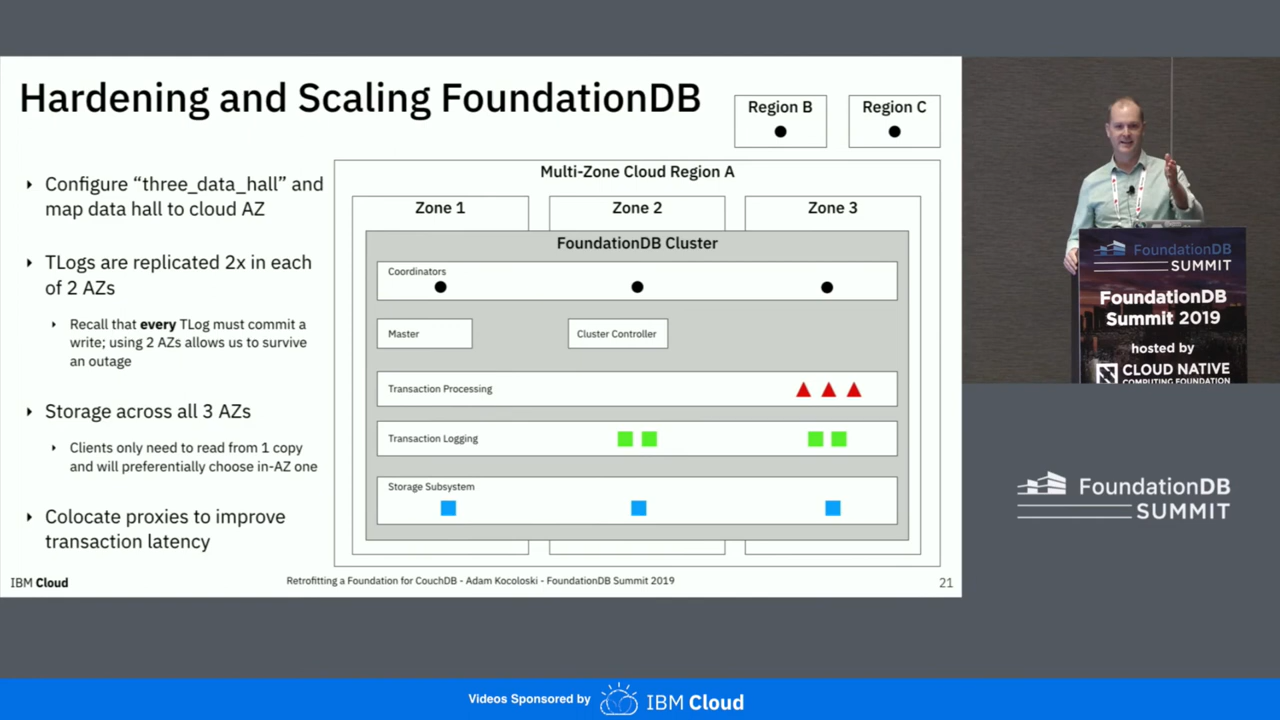 Hardening and Scaling FoundationDB
Region B
Region C
‣ Configure “three_data_hall” and
map data hall to cloud AZ
‣ TLogs are replicated 2x in each
of 2 AZs
‣ Recall that every TLog must commit a
write; using 2 AZs allows us to survive
an outage
‣ Storage across all 3 AZs
‣ Clients only need to read from 1 copy
and will preferentially choose in-AZ one
‣ Colocate proxies to improve
transaction latency
Multi-Zone Cloud Region A
Zone 1
Zone 2
Zone 3
FoundationDB Cluster
Coordinators
Master
Cluster Controller
Transaction Processing
Transaction Logging
Storage Subsystem
IBM Cloud
Retrofitting a Foundation for CouchDB - Adam Kocoloski - FoundationDB Summit 2019
21
FoundationDB
SUMMIT
FoundationDB
Summit 2019
hosted by
CLOUD NATIVE
COMPUTING FOUNDATION
FoundationDB
SUMMIT
Videos Sponsored by
IBM Cloud